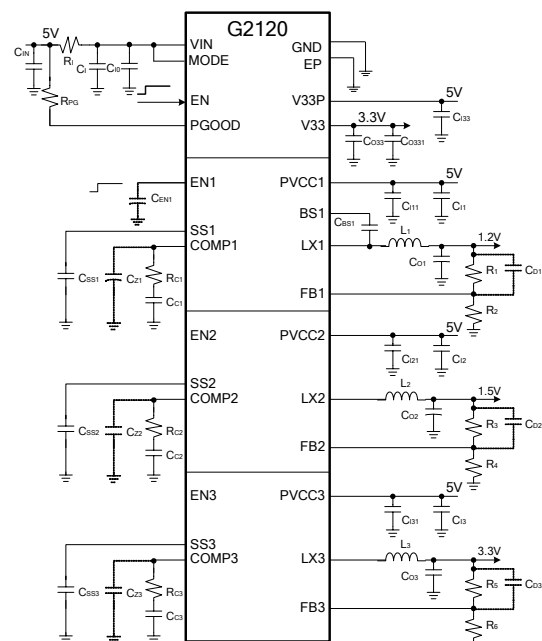 G2120
5V
CIN
RI
CI
CI0
VIN
MODE
GND
EP
RPG
EN
V33P
5V
CI33
PGOOD
V33
3.3V
CO33
CO331
EN1
CEN1
PVCC1
5V
CI11
CI1
BS1
CBS1
SS1
COMP1
LX1
L1
1.2V
CSS1
CZ1
RC1
CC1
CO1
R1
CD1
FB1
R2
EN2
PVCC2
5V
CI21
CI2
SS2
COMP2
LX2
L2
1.5V
CSS2
CZ2
RC2
CC2
CO2
R3
CD2
FB2
R4
EN3
PVCC3
5V
CI31
CI3
SS3
COMP3
LX3
L3
3.3V
CSS3
CZ3
RC3
CC3
CO3
R5
CD3
FB3
R6